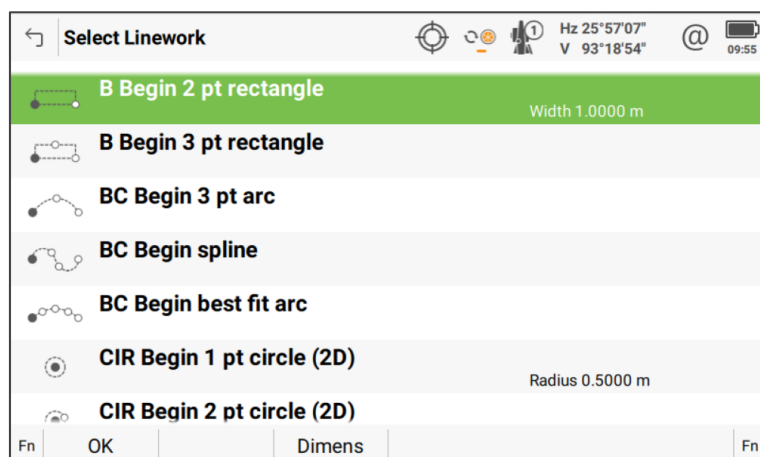 Select Linework
1
Hz 25°57'07"
V 93°18'54"
@
09:55
B Begin 2 pt rectangle
Width 1.0000 m
B Begin 3 pt rectangle
BC Begin 3 pt arc
BC Begin spline
BC Begin best fit arc
CIR Begin 1 pt circle (2D)
Radius 0.5000 m
CIR Begin 2 pt circle (2D)
Fn OK Dimens Fn